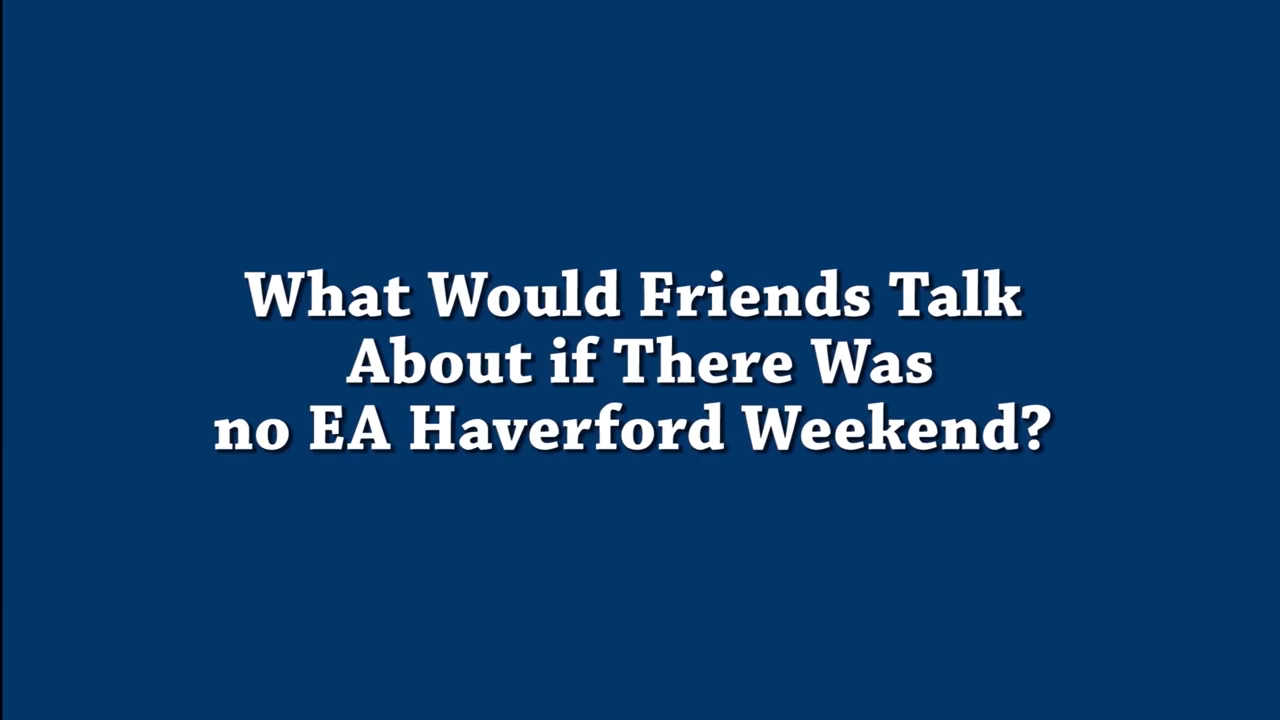 What Would Friends Talk
About if There Was
no EA Haverford Weekend?